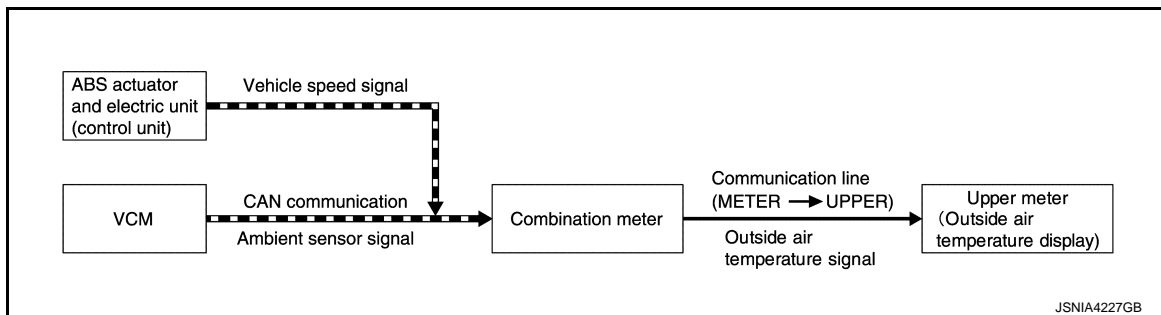 ABS actuator
and electric unit
(control unit)
Vehicle speed signal
VCM
CAN communication
Ambient sensor signal
Combination meter
Communication line
(METER → UPPER)
Outside air
temperature signal
Upper meter
(Outside air
temperature display)
JSNIA4227GB